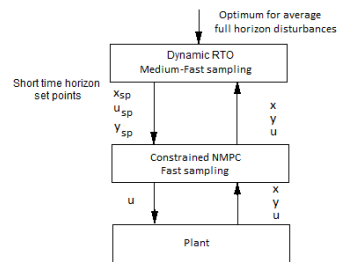 Optimum for average
full horizon disturbances
Dynamic RTO
Medium-Fast sampling
Short time horizon
set points
xsp
usp
ysp
x
y
u
Constrained NMPC
Fast sampling
u
x
y
u
Plant